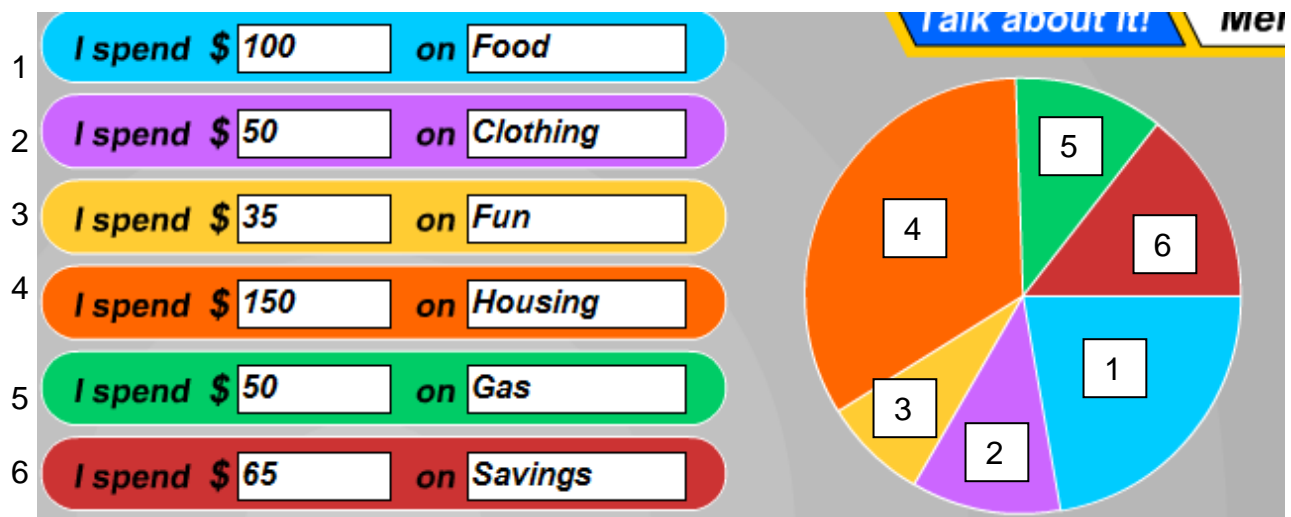 Talk about it!
1 I spend $ 100 on Food
2 I spend $ 50 on Clothing
3 I spend $ 35 on Fun
4 I spend $ 150 on Housing
5 I spend $ 50 on Gas
6 I spend $ 65 on Savings
5
6
4
1
3
2